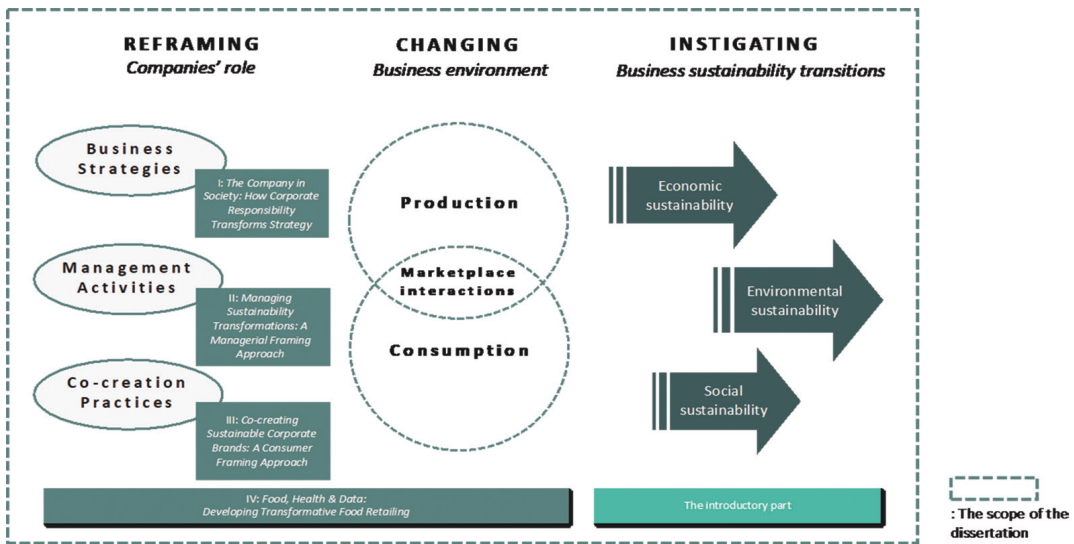 REFRAMING
Companies' role
CHANGING
Business environment
INSTIGATING
Business sustainability transitions
Business
Strategies
I: The Company in
Society: How Corporate
Responsibility
Transforms Strategy
Management
Activities
II: Managing
Sustainability
Transformations: A
Managerial Framing
Approach
Co-creation
Practices
III: Co-creating
Sustainable Corporate
Brands: A Consumer
Framing Approach
Production
Marketplace
interactions
Consumption
Economic
sustainability
Environmental
sustainability
Social
sustainability
IV: Food, Health & Data:
Developing Transformative Food Retailing
The introductory part
: The scope of the
dissertation